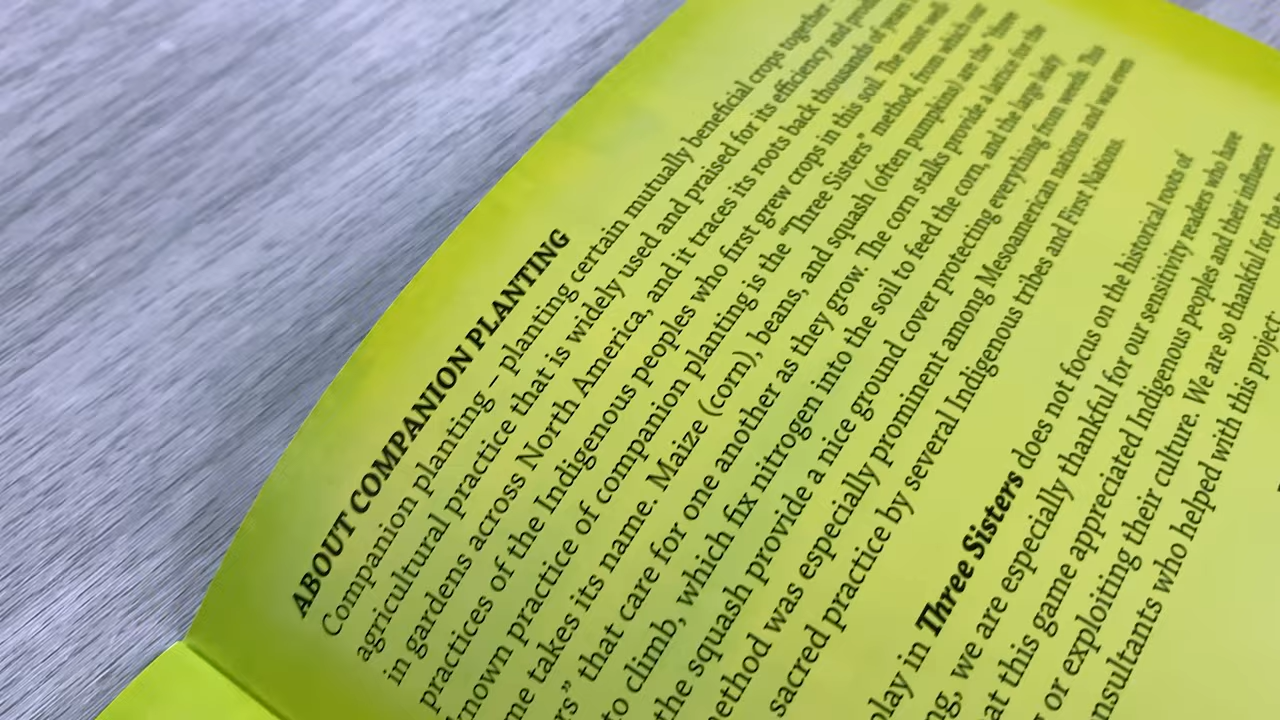 ABOUT COMPANION PLANTING
Companion planting – planting certain mutually beneficial crops together –
agricultural practice that is widely used and praised for its efficiency and
in gardens across North America, and it traces its roots back thousands of years
practices of the Indigenous peoples who first grew crops in this soil. The more well
known practice of companion planting is the “Three Sisters” method, from which our
takes its name. Maize (corn), beans, and squash (often pumpkins) are the “three
that care for one another as they grow. The corn stalks provide a lattice for the
to climb, which fix nitrogen into the soil to feed the corn, and the large leafy
the squash provide a nice ground cover protecting everything from weeds. This
method was especially prominent among Mesoamerican nations and was even
sacred practice by several Indigenous tribes and First Nations.
play in Three Sisters does not focus on the historical roots of
we are especially thankful for our sensitivity readers who have
this game appreciated Indigenous peoples and their influence
or exploiting their culture. We are so thankful for the
who helped with this project: